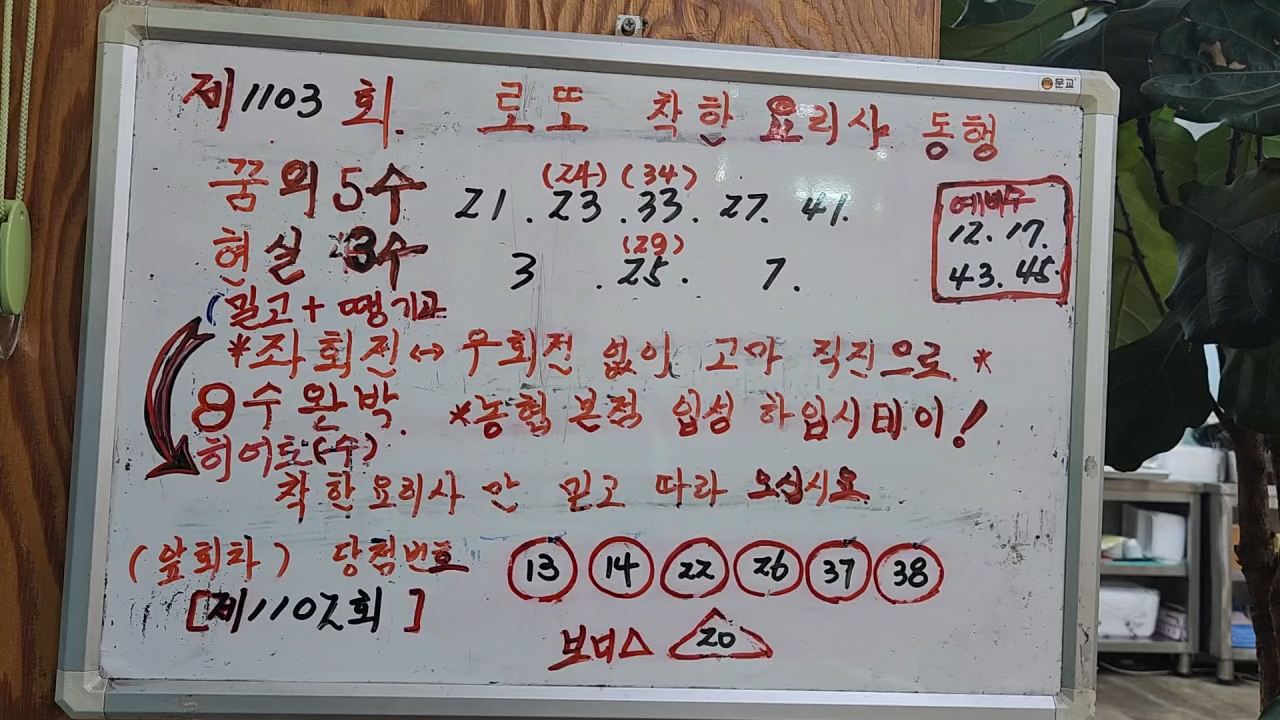 문교
제1103회. 로또 착한 요리사 동행
(24) (34)
꿈의 5수 21. 23. 33. 27. 41.
예비수
12. 17.
43. 45.
(29)
현실 3수 3. 25. 7.
(밀고+땡기고
*좌회전↔우회전 없이 고마 직진으로.*
8수 완박. *농협 본점 입성 하입시테이!
히어로(수)
착한요리사 만 믿고 따라 오십시요
(앞회차) 당첨번호 13 14 22 26 37 38
[제1102회]
보너스 20